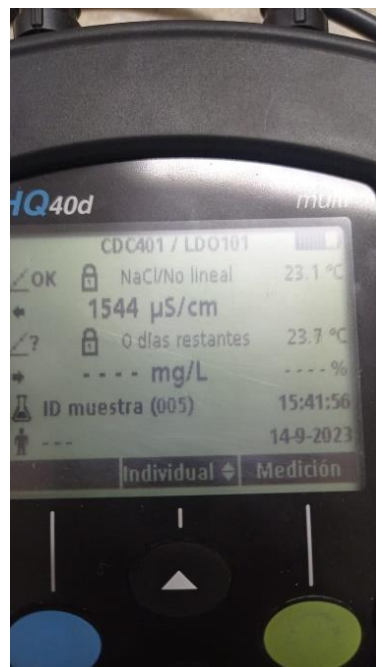 HQ40d multi
CDC401 / LDO101
OK NaCl/No lineal 23.1 °C
1544 µS/cm
? 0 días restantes 23.7 °C
- - - - mg/L - - - - %
ID muestra (005) 15:41:56
- - - 14-9-2023
Individual Medición